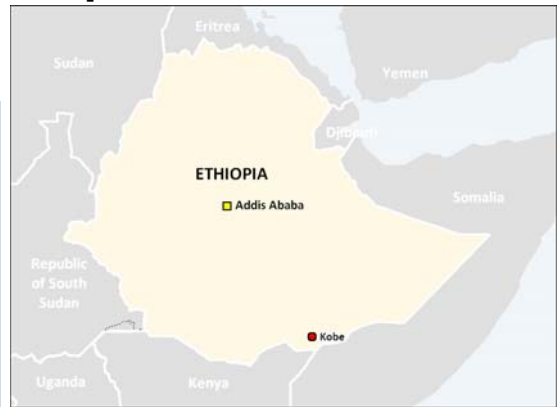 Eritrea
Sudan
Yemen
Djibouti
ETHIOPIA
Addis Ababa
Somalia
Republic
of South
Sudan
Kobe
Uganda
Kenya